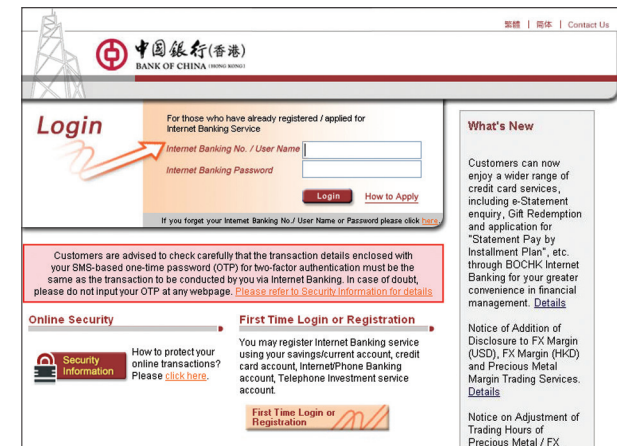 繁體 | 简体 | Contact Us
中国银行(香港)
BANK OF CHINA (HONG KONG)
Login
For those who have already registered / applied for
Internet Banking Service
Internet Banking No. / User Name
Internet Banking Password
Login How to Apply
If you forget your Internet Banking No./ User Name or Password please click here.
Customers are advised to check carefully that the transaction details enclosed with
your SMS-based one-time password (OTP) for two-factor authentication must be the
same as the transaction to be conducted by you via Internet Banking. In case of doubt,
please do not input your OTP at any webpage. Please refer to Security Information for details
Online Security
Security
Information
How to protect your
online transactions?
Please click here.
First Time Login or Registration
You may register Internet Banking service
using your savings/current account, credit
card account, Internet/Phone Banking
account, Telephone Investment service
account.
First Time Login or
Registration
What's New
Customers can now
enjoy a wider range of
credit card services,
including e-Statement
enquiry, Gift Redemption
and application for
"Statement Pay by
Installment Plan", etc.
through BOCHK Internet
Banking for your greater
convenience in financial
management. Details
Notice of Addition of
Disclosure to FX Margin
(USD), FX Margin (HKD)
and Precious Metal
Margin Trading Services.
Details
Notice on Adjustment of
Trading Hours of
Precious Metal / FX